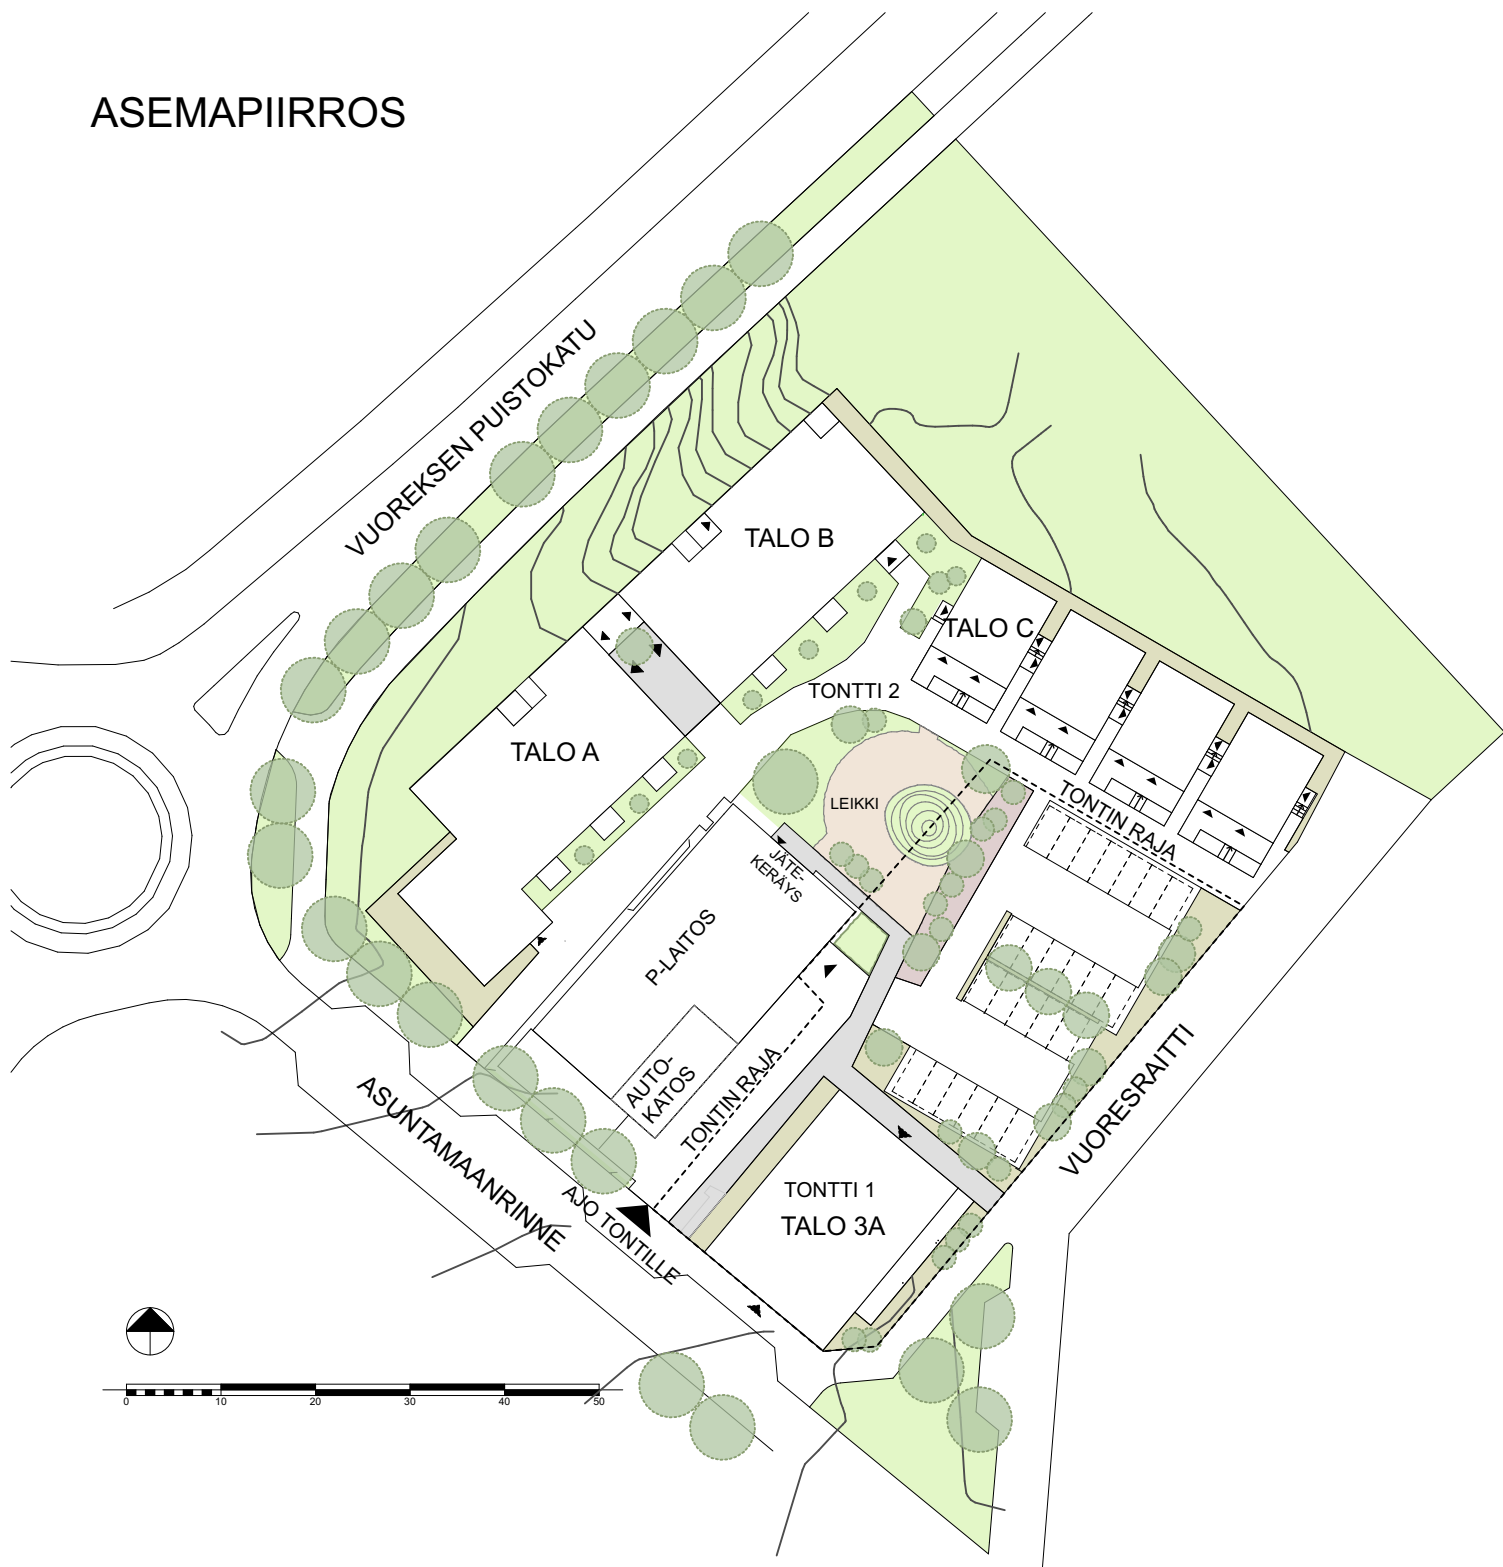 ASEMAPIIRROS
VUOREKSEN PUISTOKATU
TALO B
TALO C
TONTTI 2
TALO A
LEIKKI
TONTIN RAJA
JÄTE-
KERÄYS
P-LAITOS
AUTO-
KATOS
TONTIN RAJA
VUORESRAITTI
ASUNTAMAANRINNE
AJO TONTILLE
TONTTI 1
TALO 3A
0 10 20 30 40 50